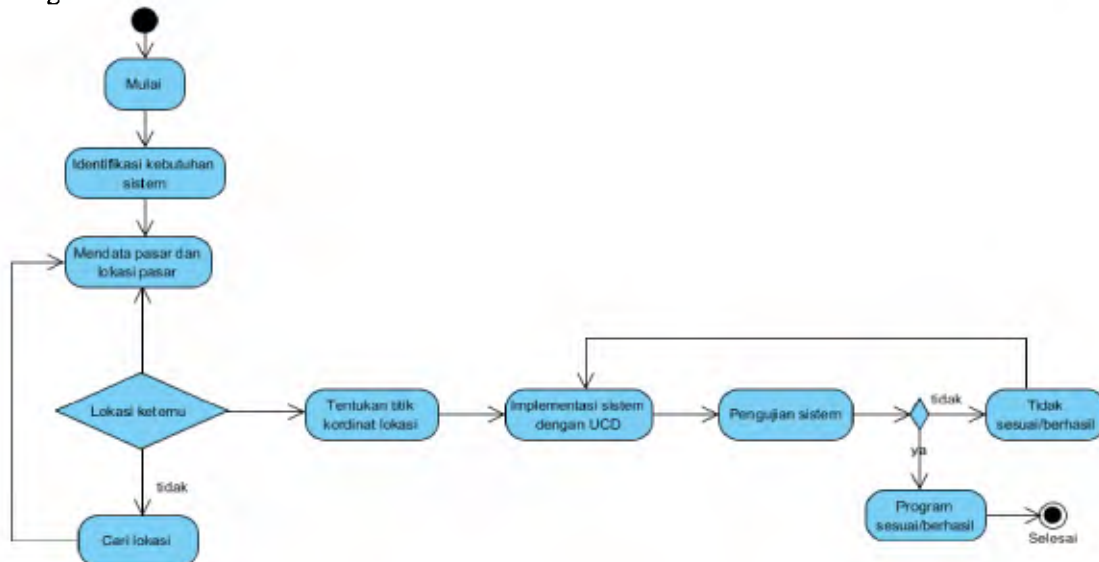 Mulai
Identifikasi kebutuhan
sistem
Mendata pasar dan
lokasi pasar
Lokasi ketemu
Tentukan titik
kordinat lokasi
Implementasi sistem
dengan UCD
Pengujian sistem
tidak
Tidak
sesuai/berhasil
ya
tidak
Cari lokasi
Program
sesuai/berhasil
Selesai